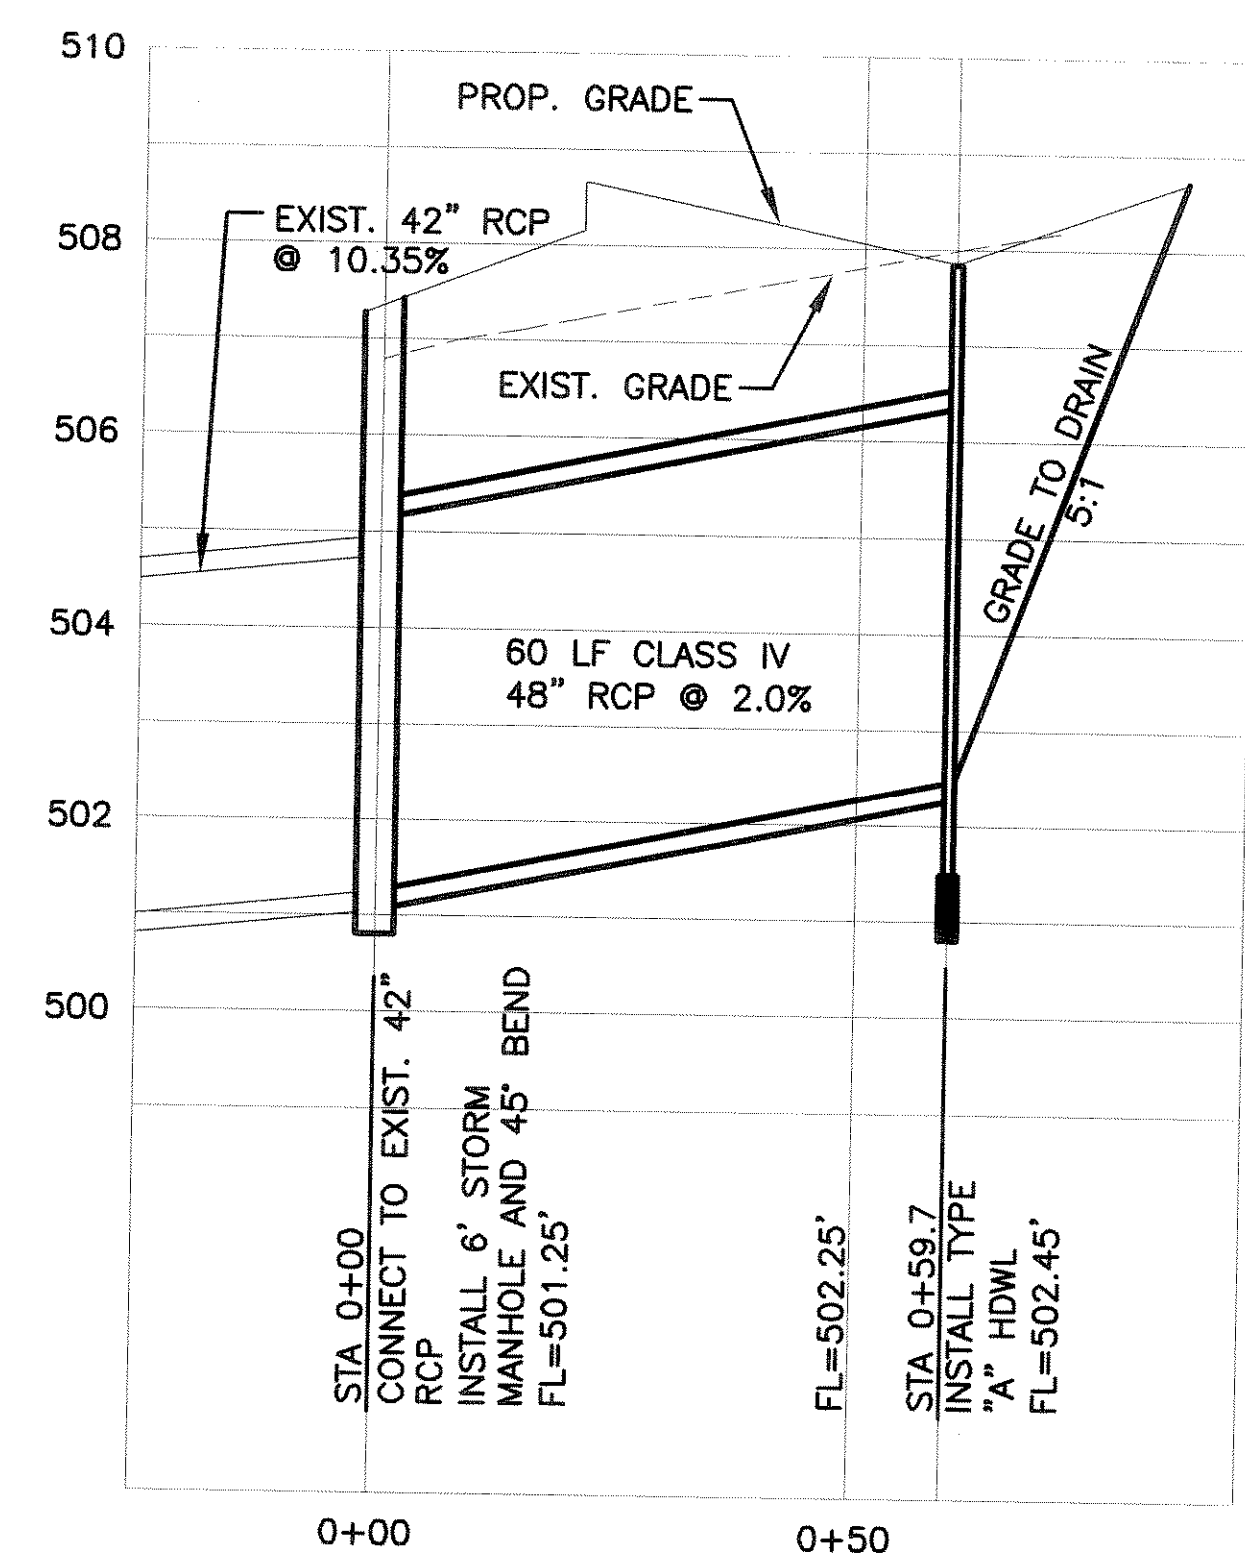 510
PROP. GRADE
EXIST. 42" RCP
@ 10.35%
508
EXIST. GRADE
506
GRADE TO DRAIN
5:1
504
60 LF CLASS IV
48" RCP @ 2.0%
502
500
STA 0+00
CONNECT TO EXIST. 42"
RCP
INSTALL 6' STORM
MANHOLE AND 45° BEND
FL=501.25'
FL=502.25'
STA 0+59.7
INSTALL TYPE
"A" HDWL
FL=502.45'
0+00
0+50